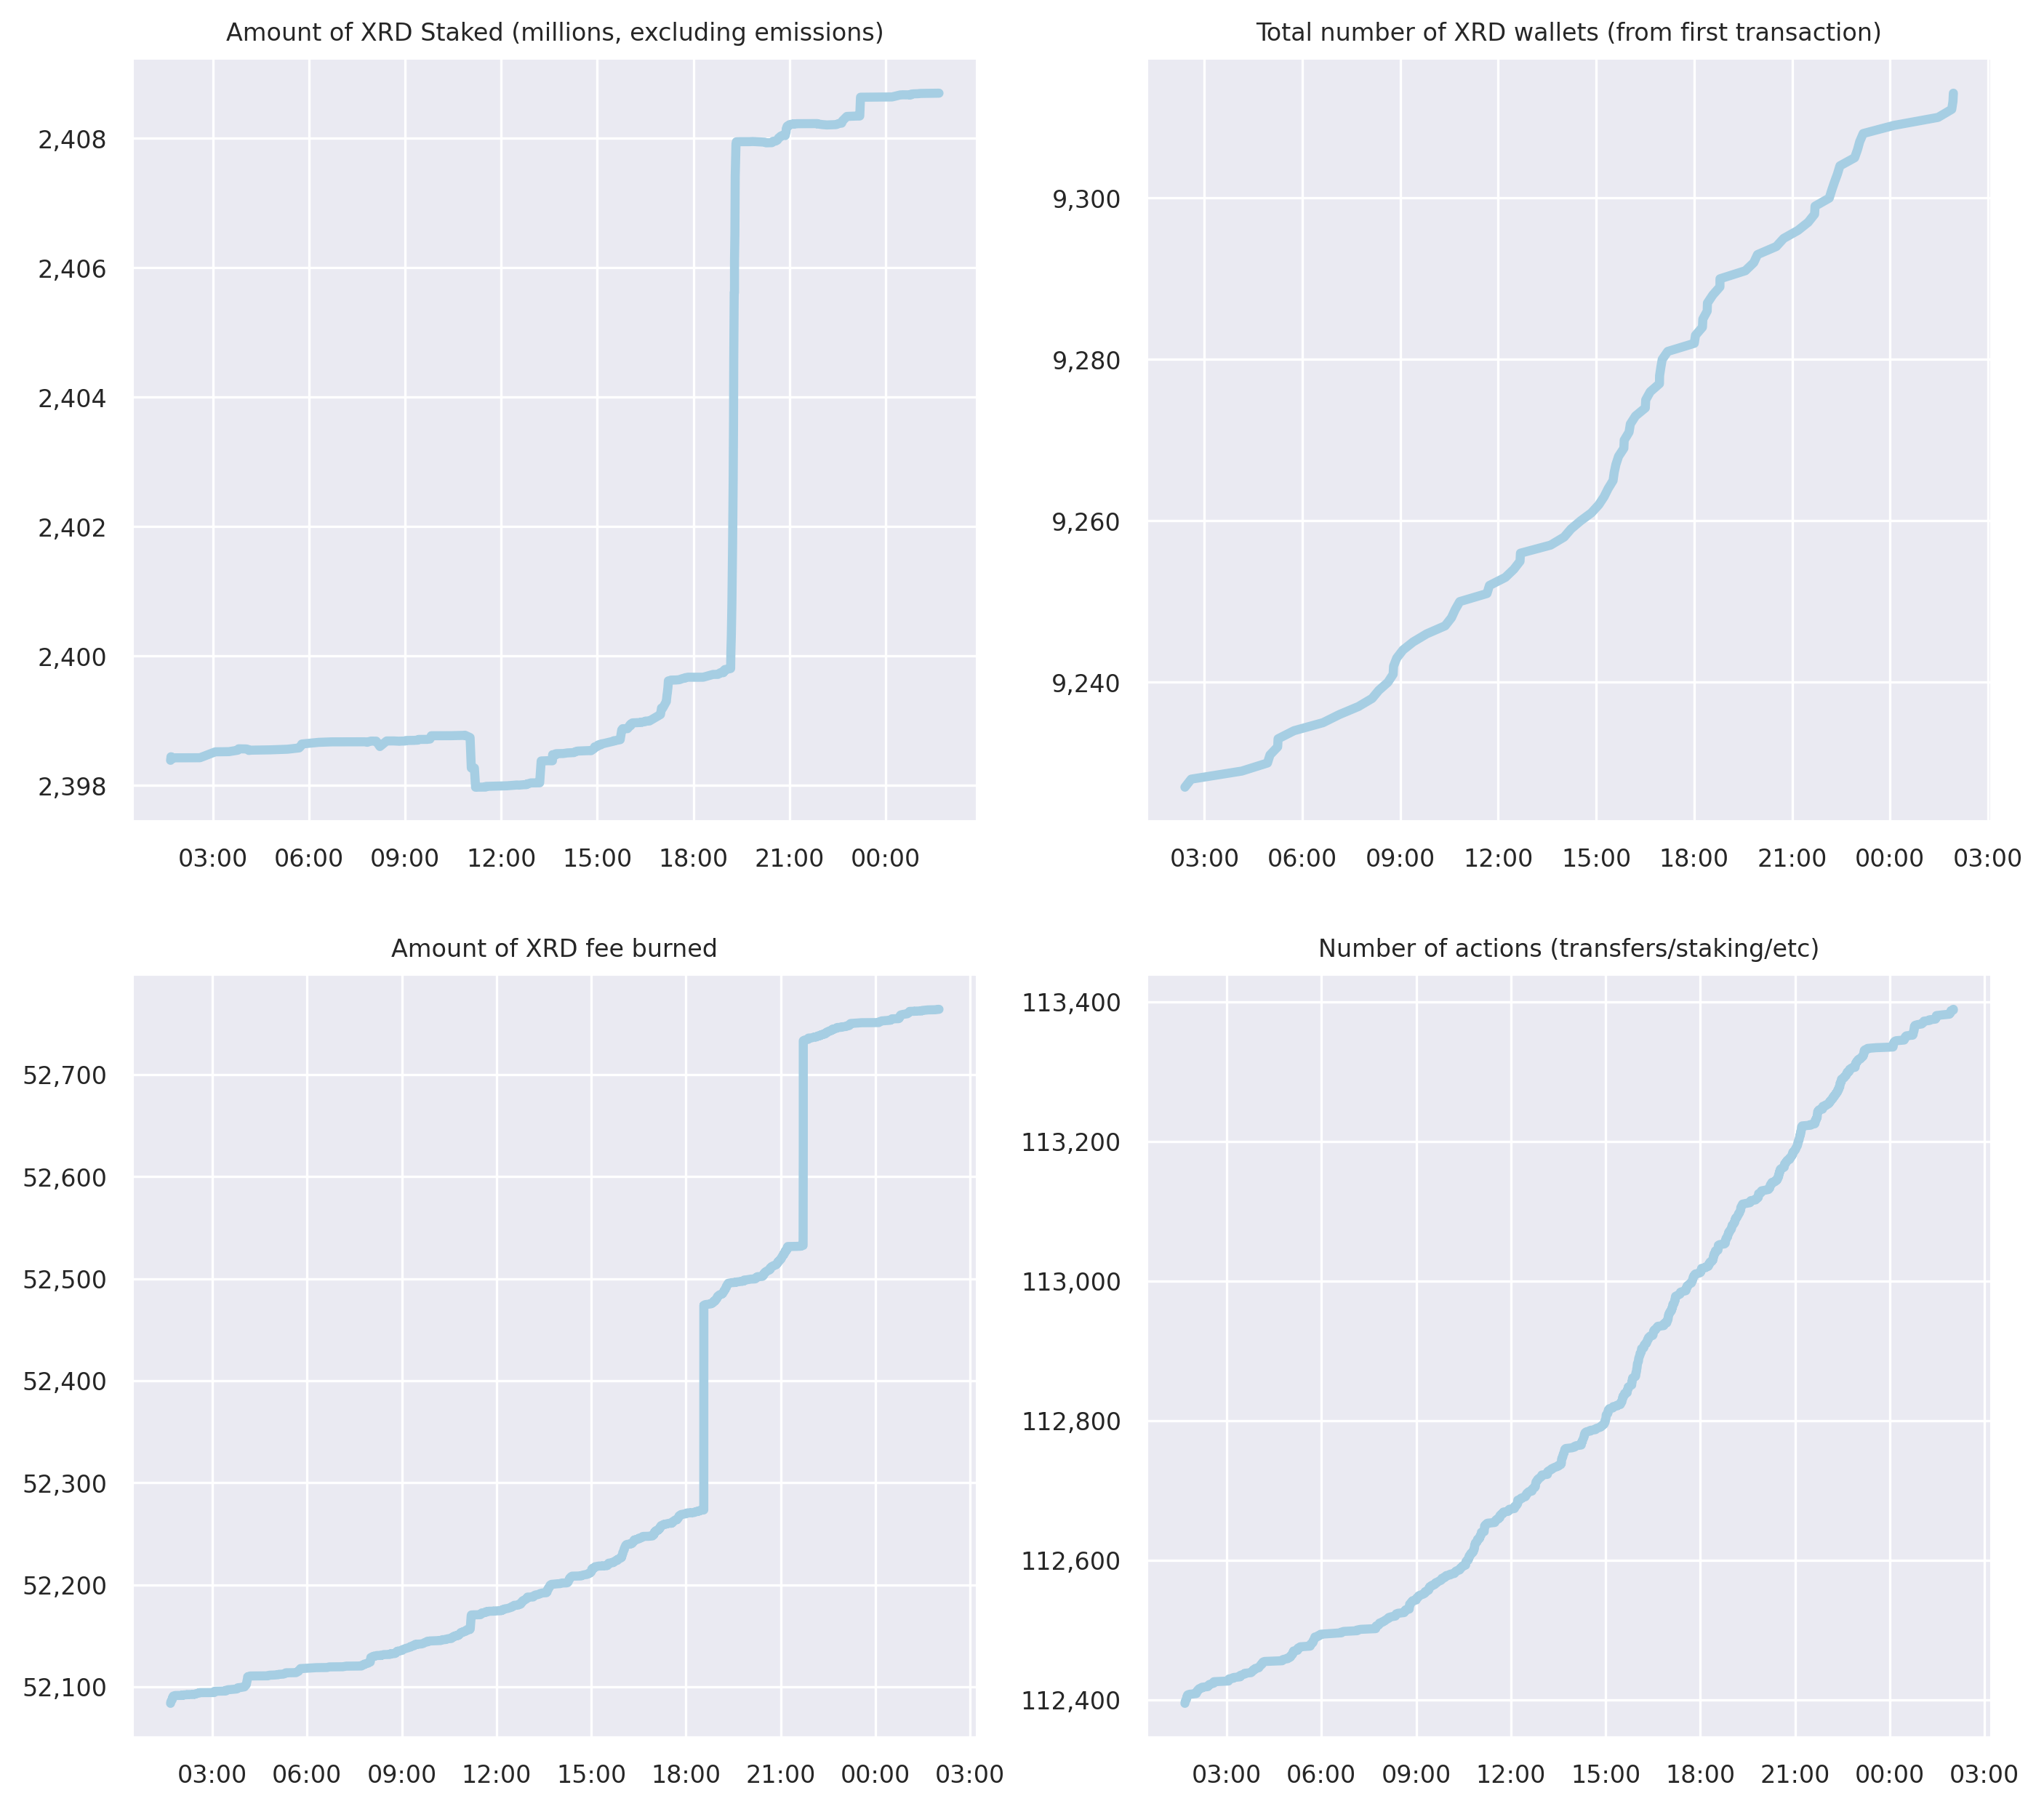 Amount of XRD Staked (millions, excluding emissions)
2,408
2,406
2,404
2,402
2,400
2,398
03:00 06:00 09:00 12:00 15:00 18:00 21:00 00:00
Total number of XRD wallets (from first transaction)
9,300
9,280
9,260
9,240
03:00 06:00 09:00 12:00 15:00 18:00 21:00 00:00 03:00
Amount of XRD fee burned
52,700
52,600
52,500
52,400
52,300
52,200
52,100
03:00 06:00 09:00 12:00 15:00 18:00 21:00 00:00 03:00
Number of actions (transfers/staking/etc)
113,400
113,200
113,000
112,800
112,600
112,400
03:00 06:00 09:00 12:00 15:00 18:00 21:00 00:00 03:00